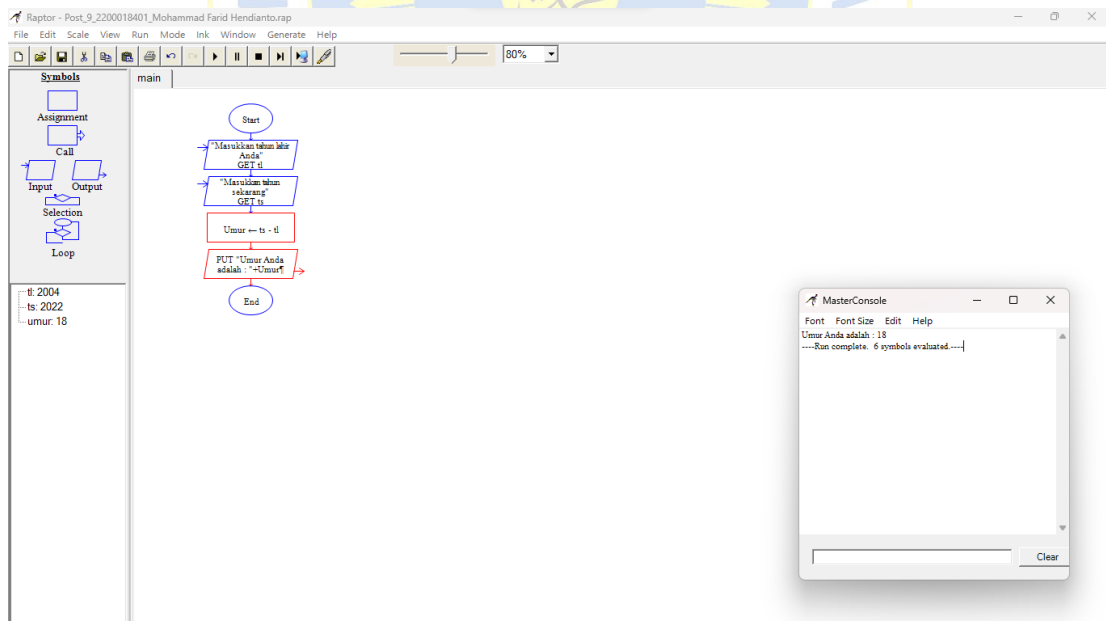 Raptor - Post_9_2200018401_Mohammad Farid Hendianto.rap
File Edit Scale View Run Mode Ink Window Generate Help
80%
Symbols
main
Assignment
Call
Input Output
Selection
Loop
Start
"Masukkan tahun lahir
Anda"
GET tl
"Masukkan tahun
sekarang"
GET ts
Umur ← ts - tl
PUT "Umur Anda
adalah : "+Umur¶
End
tl: 2004
ts: 2022
umur: 18
MasterConsole
Font Font Size Edit Help
Umur Anda adalah : 18
----Run complete. 6 symbols evaluated.----
Clear